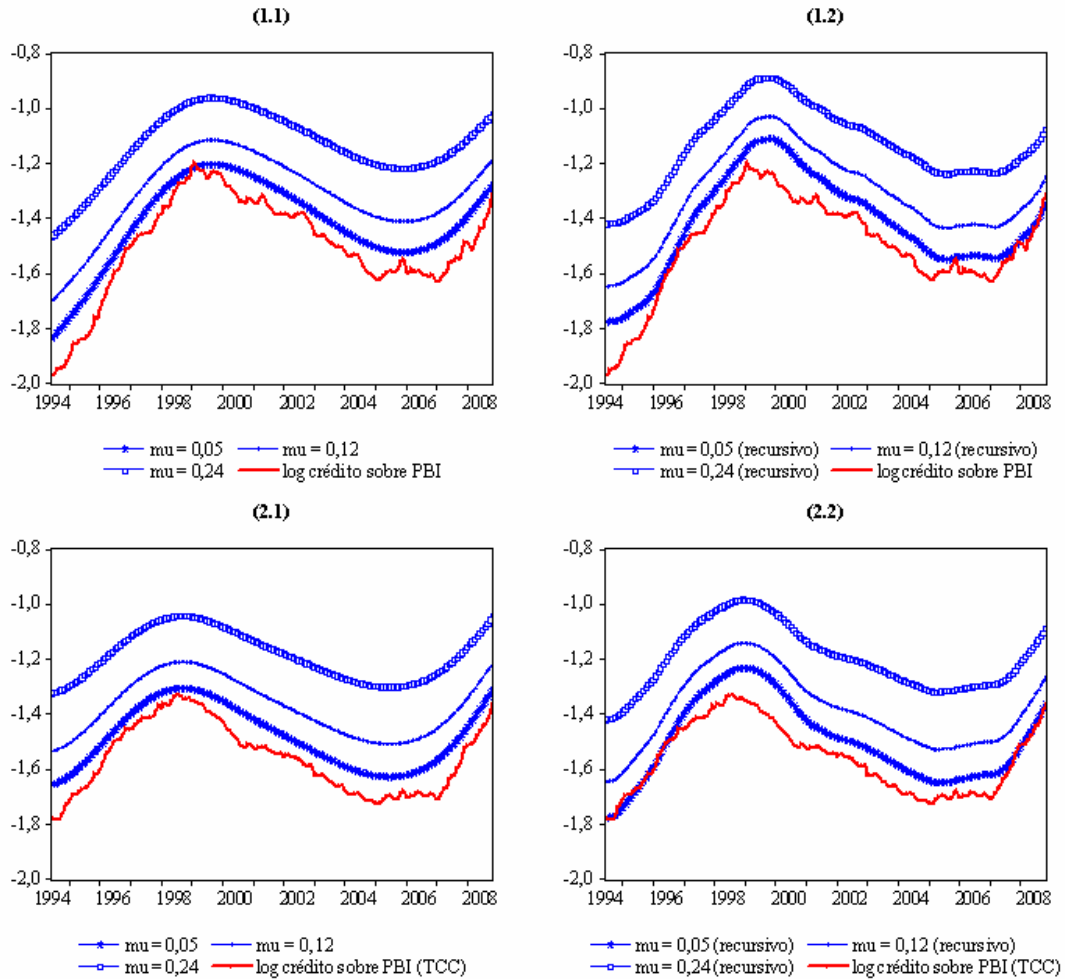 (1.1)
-0,8
-1,0
-1,2
-1,4
-1,6
-1,8
-2,0
1994 1996 1998 2000 2002 2004 2006 2008
mu = 0,05 mu = 0,12
mu = 0,24 log crédito sobre PBI
(1.2)
-0,8
-1,0
-1,2
-1,4
-1,6
-1,8
-2,0
1994 1996 1998 2000 2002 2004 2006 2008
mu = 0,05 (recursivo) mu = 0,12 (recursivo)
mu = 0,24 (recursivo) log crédito sobre PBI
(2.1)
-0,8
-1,0
-1,2
-1,4
-1,6
-1,8
-2,0
1994 1996 1998 2000 2002 2004 2006 2008
mu = 0,05 mu = 0,12
mu = 0,24 log crédito sobre PBI (TCC)
(2.2)
-0,8
-1,0
-1,2
-1,4
-1,6
-1,8
-2,0
1994 1996 1998 2000 2002 2004 2006 2008
mu = 0,05 (recursivo) mu = 0,12 (recursivo)
mu = 0,24 (recursivo) log crédito sobre PBI (TCC)